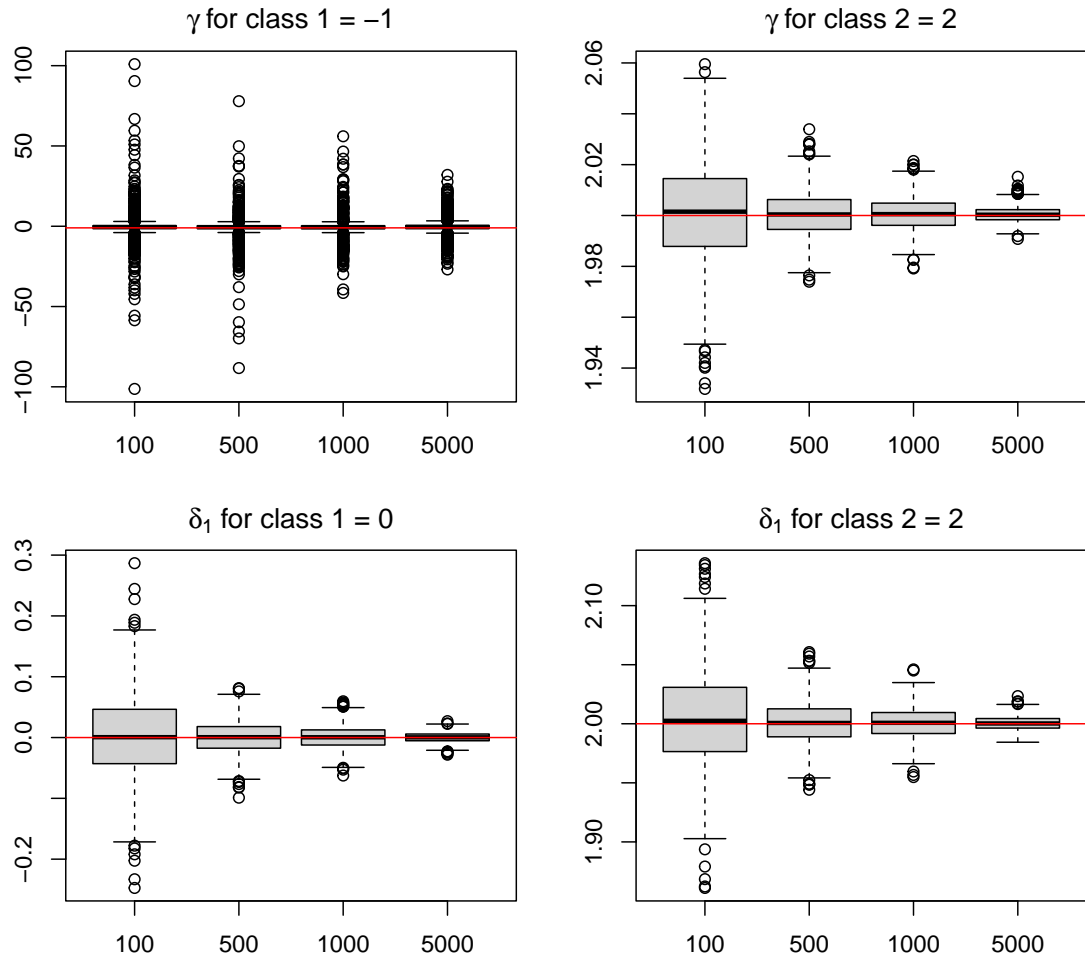 γ for class 1 = −1
100
50
0
−50
−100
100 500 1000 5000
γ for class 2 = 2
2.06
2.02
1.98
1.94
100 500 1000 5000
δ1 for class 1 = 0
0.3
0.2
0.1
0.0
−0.2
100 500 1000 5000
δ1 for class 2 = 2
2.10
2.00
1.90
100 500 1000 5000